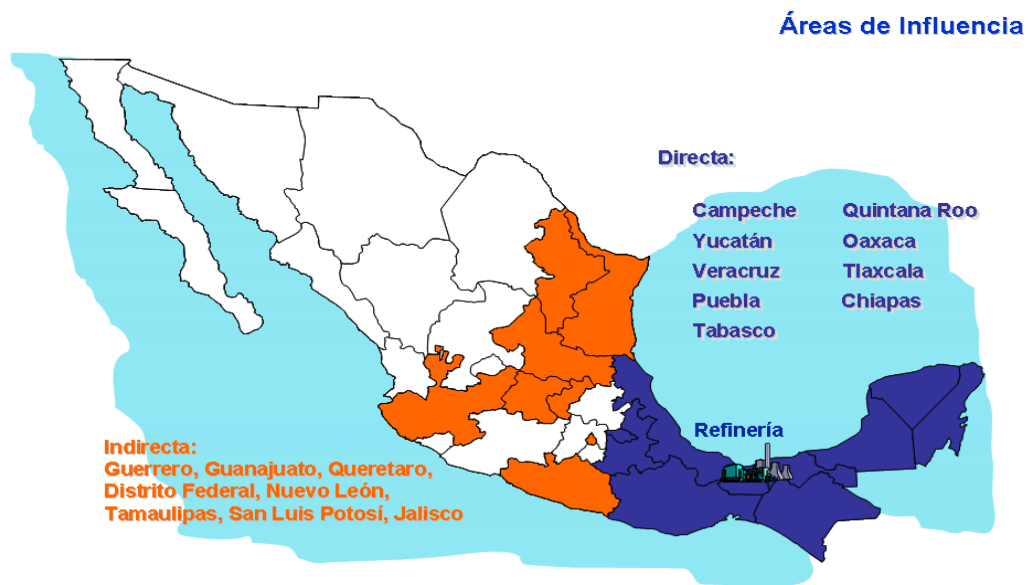 Áreas de Influencia
Directa:
Campeche Quintana Roo
Yucatán Oaxaca
Veracruz Tlaxcala
Puebla Chiapas
Tabasco
Refinería
Indirecta:
Guerrero, Guanajuato, Queretaro,
Distrito Federal, Nuevo León,
Tamaulipas, San Luis Potosí, Jalisco